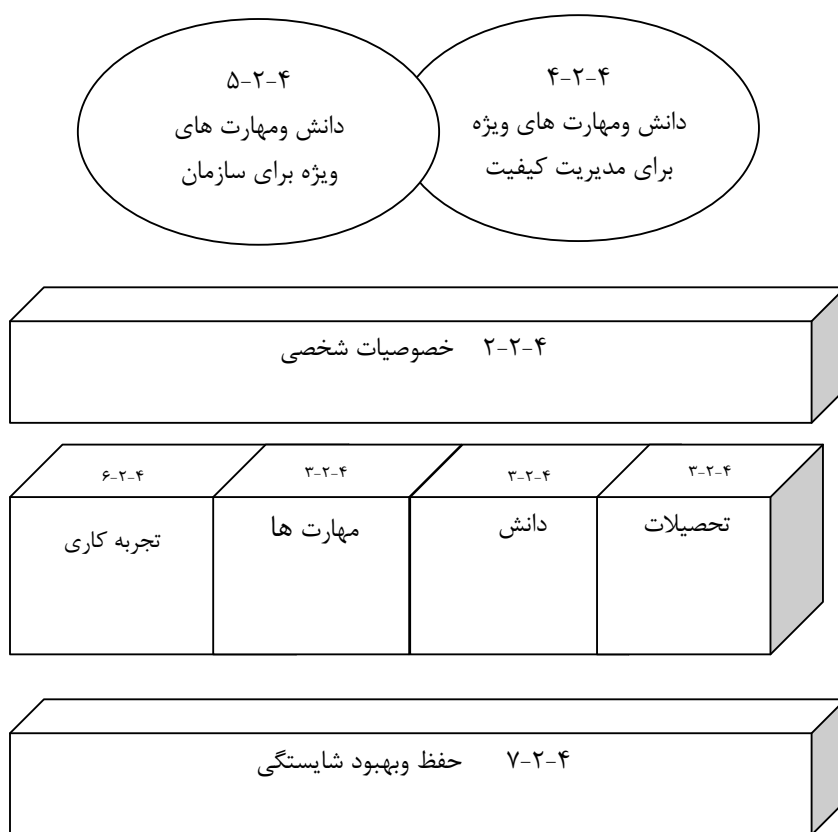 ۴-۲-۴
دانش ومهارت های ویژه
برای مدیریت کیفیت
۵-۲-۴
دانش ومهارت های
ویژه برای سازمان
۲-۲-۴ خصوصیات شخصی
۳-۲-۴
تحصیلات
۳-۲-۴
دانش
۳-۲-۴
مهارت ها
۶-۲-۴
تجربه کاری
۷-۲-۴ حفظ وبهبود شایستگی